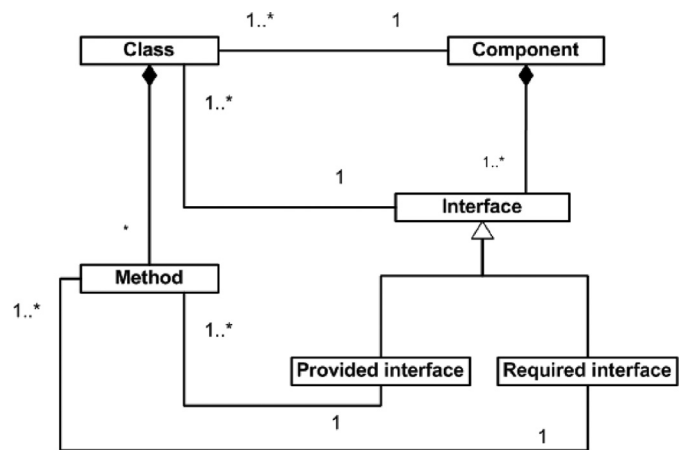 1..* 1
Class Component
1..*
1..*
1
Interface
*
Method
1..*
1..*
Provided interface Required interface
1
1